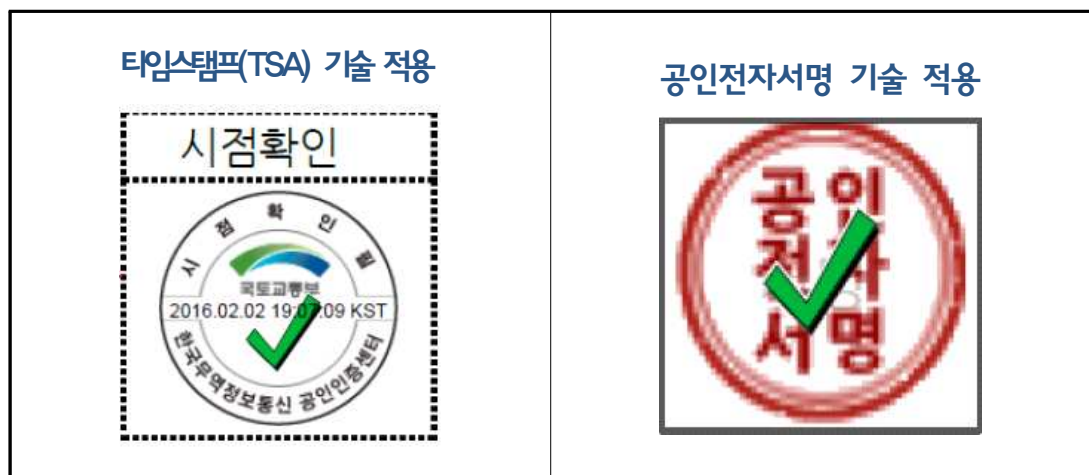 타임스탬프(TSA) 기술 적용
시점확인
시점확인필
국토교통부
2016.02.02 19:07:09 KST
한국무역정보통신 공인인증센터
공인전자서명 기술 적용
공인
전자
서명